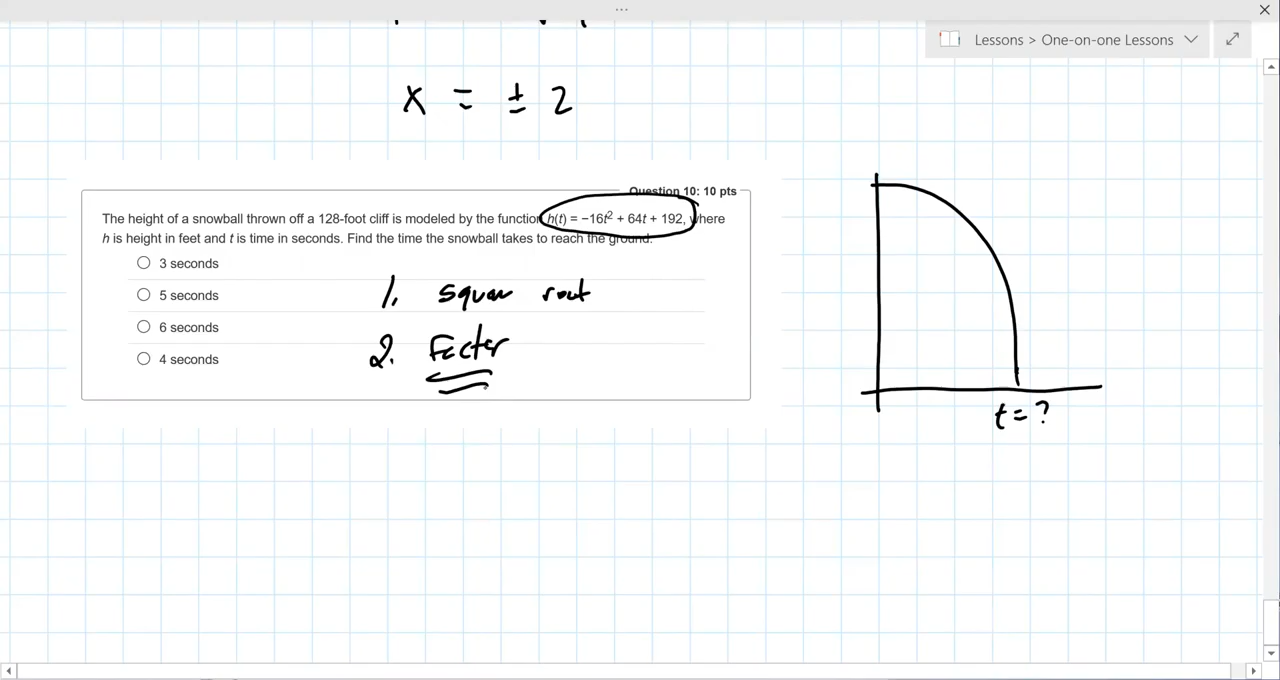 ...
Lessons > One-on-one Lessons
x = ± 2
Question 10: 10 pts
The height of a snowball thrown off a 128-foot cliff is modeled by the function h(t) = −16t² + 64t + 192, where
h is height in feet and t is time in seconds. Find the time the snowball takes to reach the ground.
3 seconds
5 seconds
6 seconds
4 seconds
1. squar root
2. Factor
t = ?